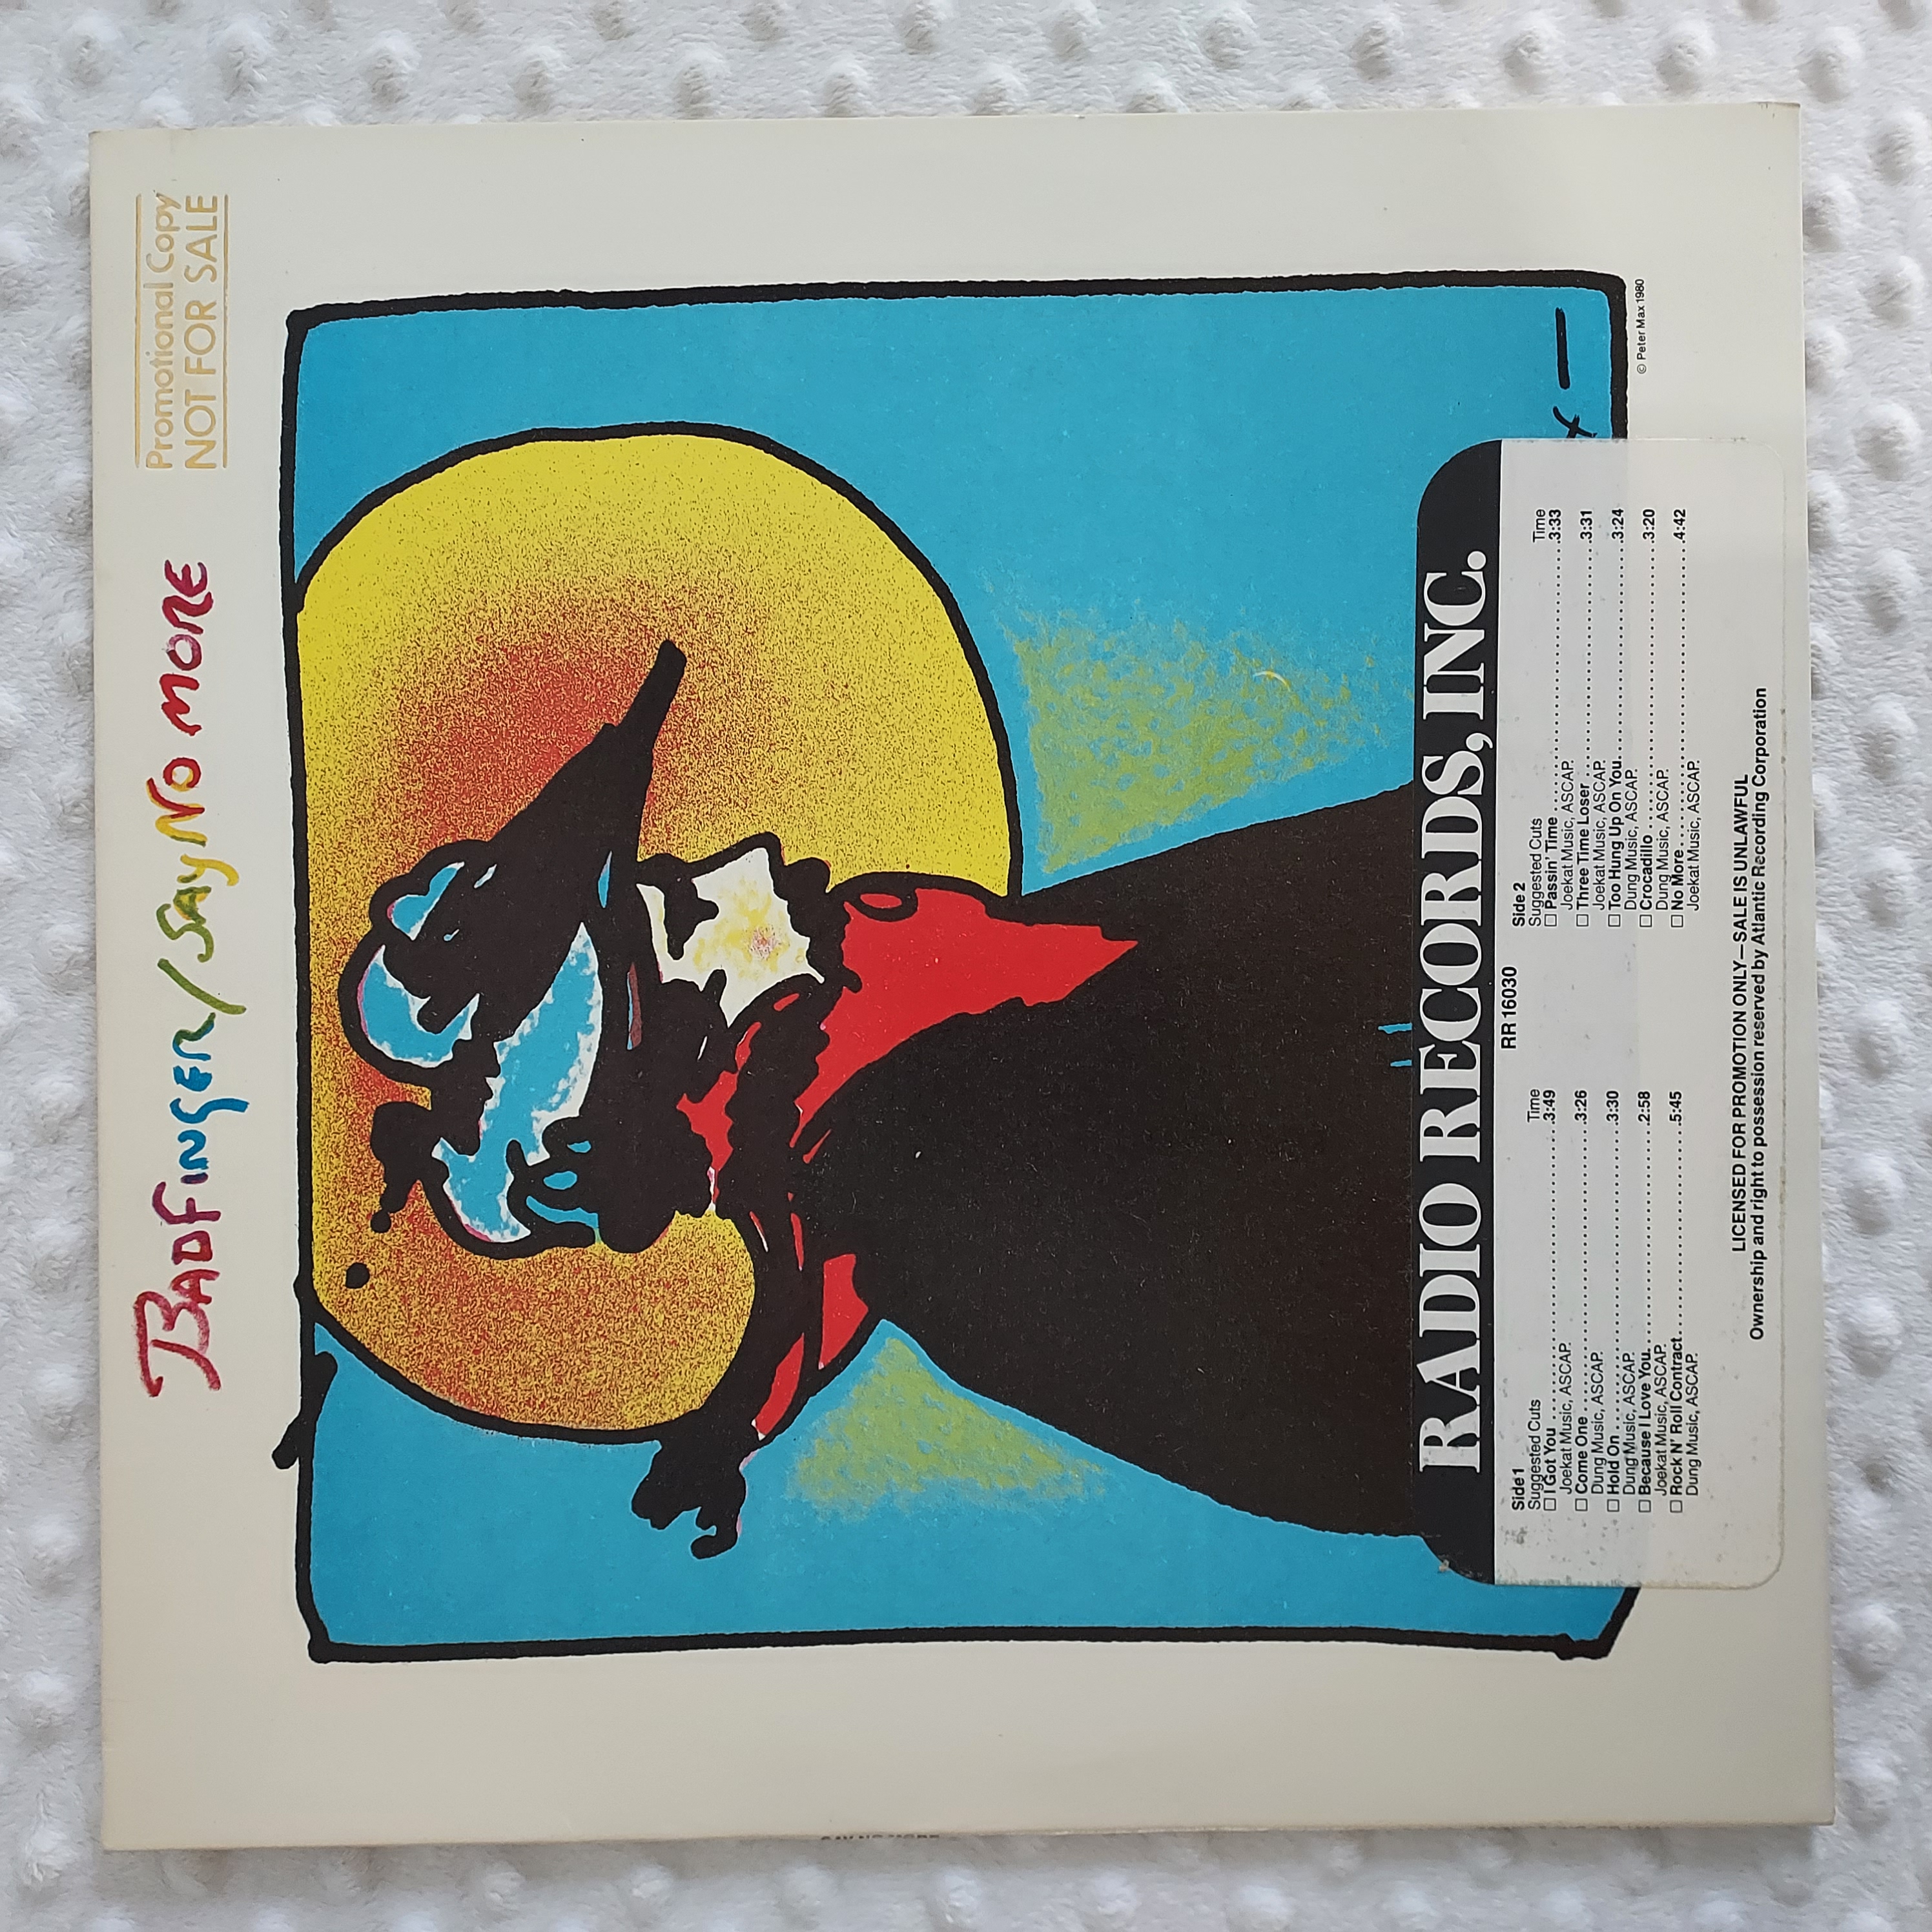 BADFINGER/SAY NO MORE
Promotional Copy
NOT FOR SALE
© Peter Max 1980
RADIO RECORDS, INC.
RR 16030
Side 1
Suggested Cuts Time
☐ I Got You 3:49
Joekat Music, ASCAP.
☐ Come One 3:26
Dung Music, ASCAP.
☐ Hold On 3:30
Dung Music, ASCAP.
☐ Because I Love You 2:58
Joekat Music, ASCAP.
☐ Rock N' Roll Contract 5:45
Dung Music, ASCAP.
Side 2
Suggested Cuts Time
☐ Passin' Time 3:33
Joekat Music, ASCAP.
☐ Three Time Loser 3:31
Joekat Music, ASCAP.
☐ Too Hung Up On You 3:24
Dung Music, ASCAP.
☐ Crocadillo 3:20
Dung Music, ASCAP.
☐ No More 4:42
Joekat Music, ASCAP.
LICENSED FOR PROMOTION ONLY—SALE IS UNLAWFUL
Ownership and right to possession reserved by Atlantic Recording Corporation